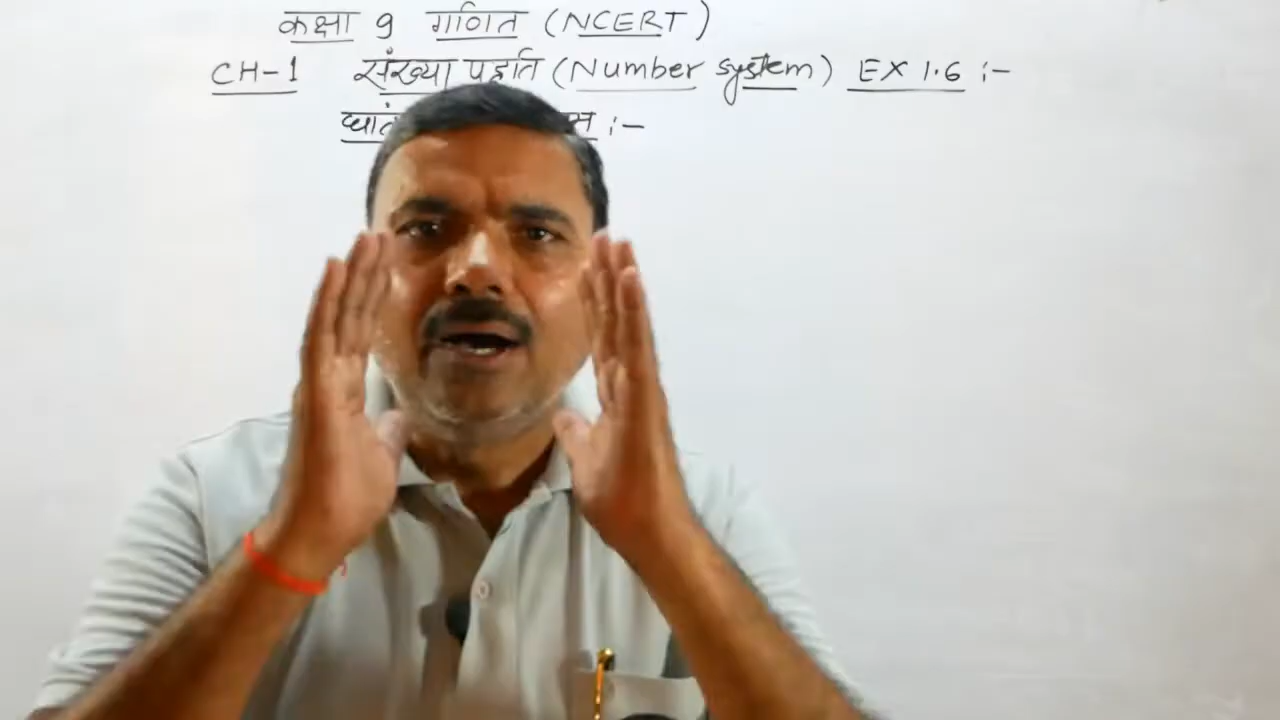 कक्षा 9 गणित (NCERT)
CH-1 संख्या पद्धति (Number system) EX 1.6 :-
:-